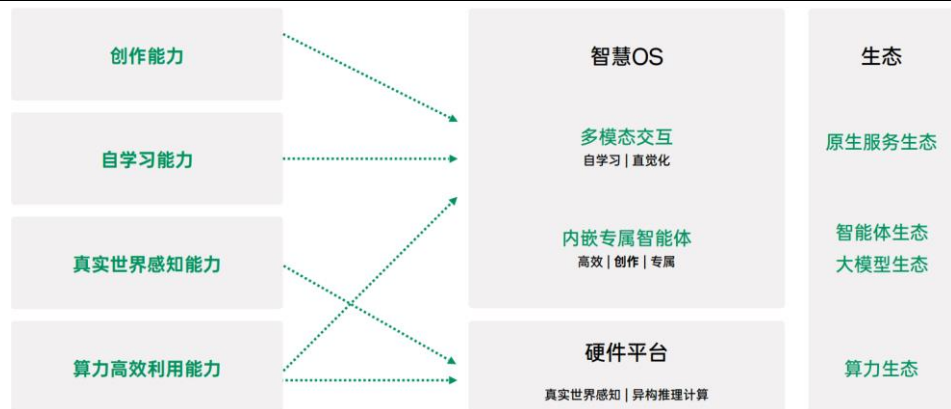 创作能力
自学习能力
真实世界感知能力
算力高效利用能力
智慧OS
多模态交互
自学习 | 直觉化
内嵌专属智能体
高效 | 创作 | 专属
硬件平台
真实世界感知 | 异构推理计算
生态
原生服务生态
智能体生态
大模型生态
算力生态